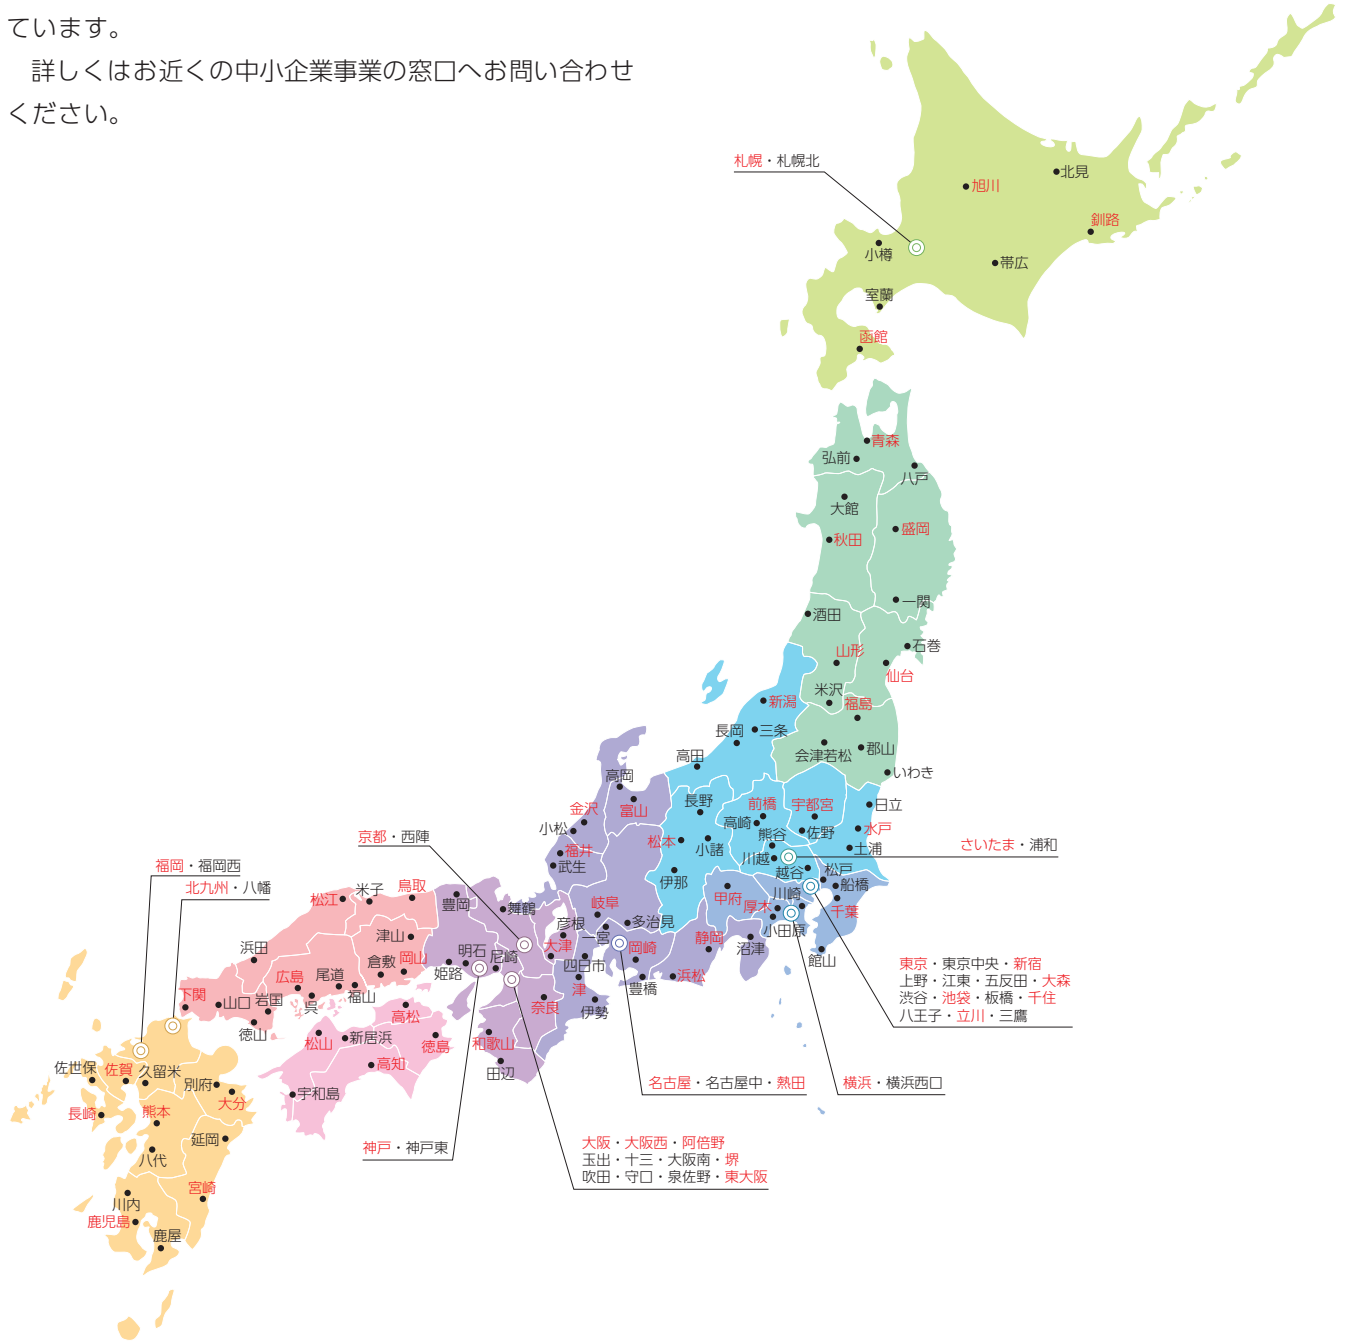 ています。
詳しくはお近くの中小企業事業の窓口へお問い合わせ
ください。
札幌・札幌北
旭川
北見
釧路
小樽
帯広
室蘭
函館
青森
弘前
八戸
大館
盛岡
秋田
一関
酒田
石巻
山形
仙台
米沢
福島
新潟
長岡
三条
会津若松
郡山
いわき
高田
高岡
富山
金沢
小松
福井
武生
長野
前橋
宇都宮
日立
高崎
佐野
水戸
熊谷
松本
小諸
土浦
川越
越谷
松戸
船橋
伊那
さいたま・浦和
京都・西陣
福岡・福岡西
北九州・八幡
松江
米子
鳥取
豊岡
舞鶴
岐阜
多治見
甲府
厚木
川崎
千葉
小田原
館山
彦根
一宮
大津
岡崎
静岡
沼津
津山
浜田
倉敷
岡山
明石
尼崎
姫路
四日市
津
豊橋
浜松
広島
尾道
福山
呉
下関
山口
岩国
徳山
高松
奈良
伊勢
東京・東京中央・新宿
上野・江東・五反田・大森
渋谷・池袋・板橋・千住
八王子・立川・三鷹
松山
新居浜
徳島
和歌山
田辺
高知
宇和島
佐世保
佐賀
久留米
別府
大分
長崎
熊本
延岡
八代
名古屋・名古屋中・熱田
横浜・横浜西口
神戸・神戸東
大阪・大阪西・阿倍野
玉出・十三・大阪南・堺
吹田・守口・泉佐野・東大阪
宮崎
川内
鹿児島
鹿屋